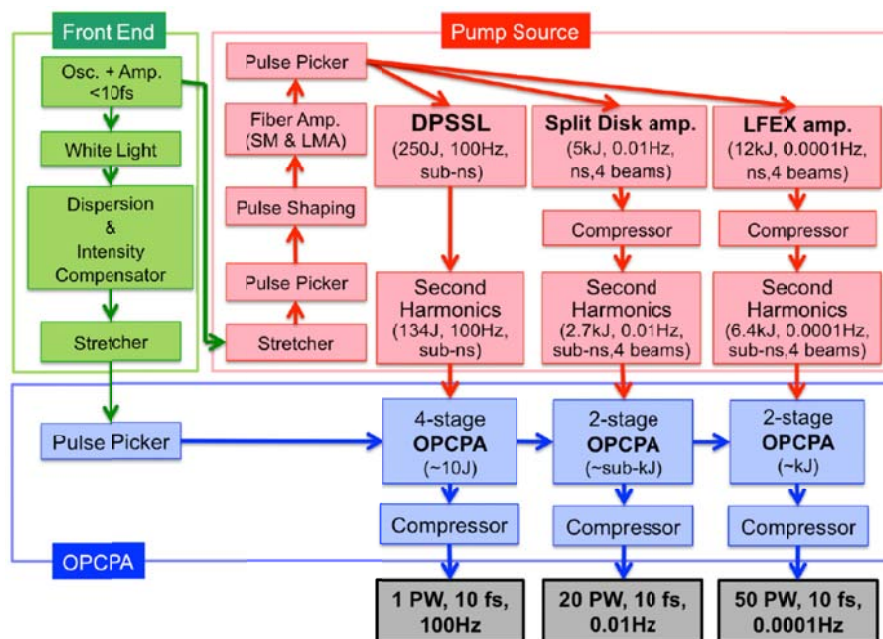 Front End
Osc. + Amp.
<10fs
White Light
Dispersion
&
Intensity
Compensator
Stretcher
Pump Source
Pulse Picker
Fiber Amp.
(SM & LMA)
Pulse Shaping
Pulse Picker
Stretcher
DPSSL
(250J, 100Hz,
sub-ns)
Second
Harmonics
(134J, 100Hz,
sub-ns)
Split Disk amp.
(5kJ, 0.01Hz,
ns,4 beams)
Compressor
Second
Harmonics
(2.7kJ, 0.01Hz,
sub-ns,4 beams)
LFEX amp.
(12kJ, 0.0001Hz,
ns,4 beams)
Compressor
Second
Harmonics
(6.4kJ, 0.0001Hz,
sub-ns,4 beams)
Pulse Picker
4-stage
OPCPA
(~10J)
Compressor
2-stage
OPCPA
(~sub-kJ)
Compressor
2-stage
OPCPA
(~kJ)
Compressor
OPCPA
1 PW, 10 fs,
100Hz
20 PW, 10 fs,
0.01Hz
50 PW, 10 fs,
0.0001Hz